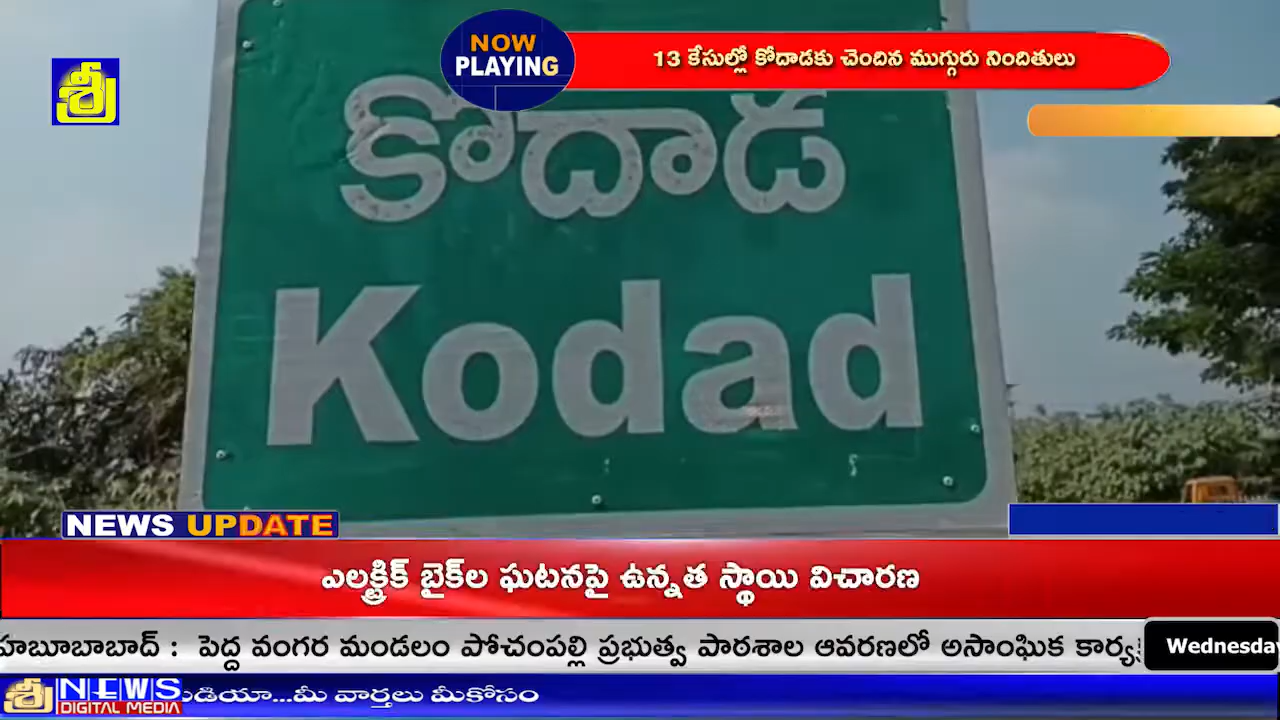 శ్రీ
NOW
PLAYING
13 కేసుల్లో కోదాడకు చెందిన ముగ్గురు నిందితులు
కోదాడ
Kodad
NEWS UPDATE
ఎలక్ట్రిక్ బైక్‌ల ఘటనపై ఉన్నత స్థాయి విచారణ
హబూబాబాద్ : పెద్ద వంగర మండలం పోచంపల్లి ప్రభుత్వ పాఠశాల ఆవరణలో అసాంఘిక
Wednesday
శ్రీ NEWS
DIGITAL MEDIA
మీ వార్తలు మీకోసం